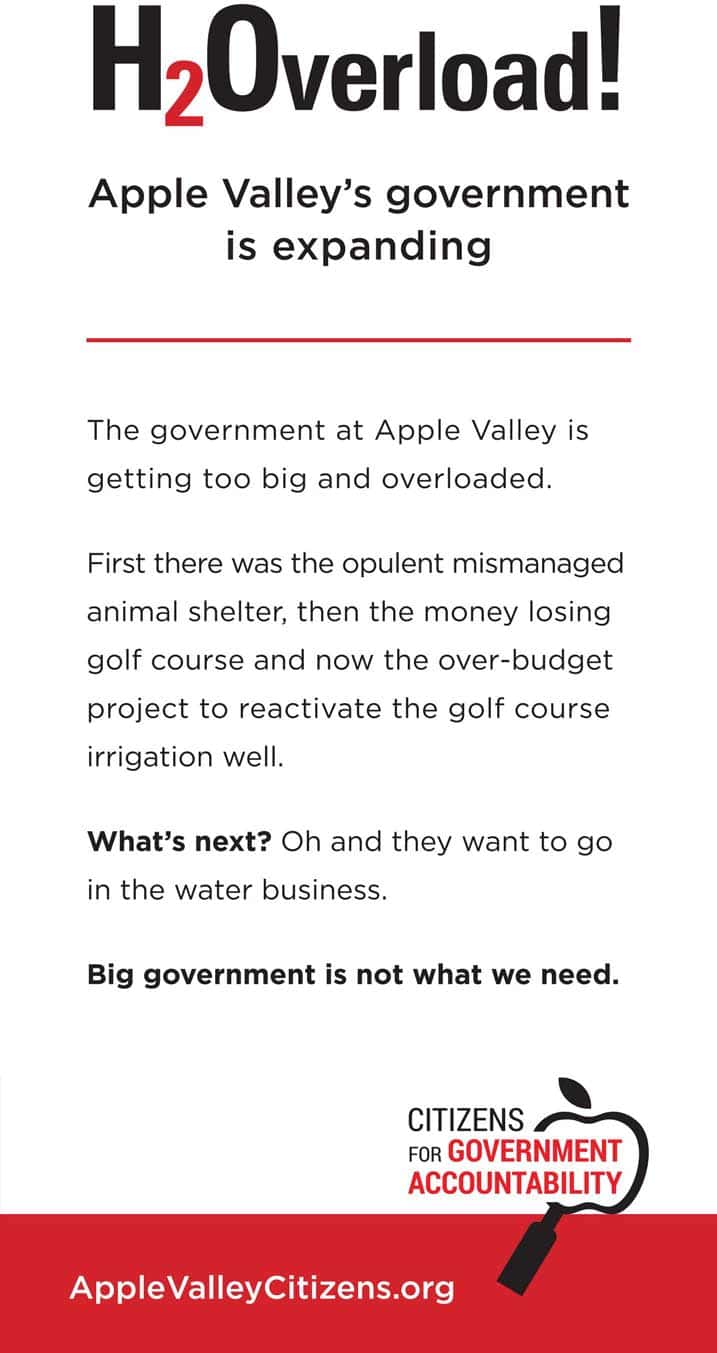 H2Overload!
Apple Valley’s government
is expanding
The government at Apple Valley is
getting too big and overloaded.
First there was the opulent mismanaged
animal shelter, then the money losing
golf course and now the over-budget
project to reactivate the golf course
irrigation well.
What’s next? Oh and they want to go
in the water business.
Big government is not what we need.
CITIZENS
FOR GOVERNMENT
ACCOUNTABILITY
AppleValleyCitizens.org